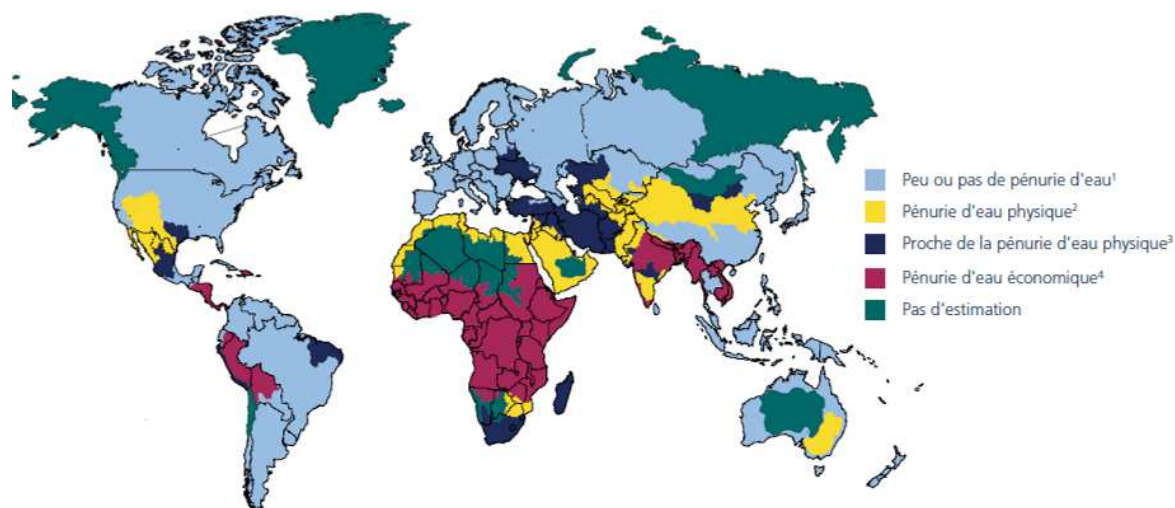 Peu ou pas de pénurie d'eau¹
Pénurie d'eau physique²
Proche de la pénurie d'eau physique³
Pénurie d'eau économique⁴
Pas d'estimation